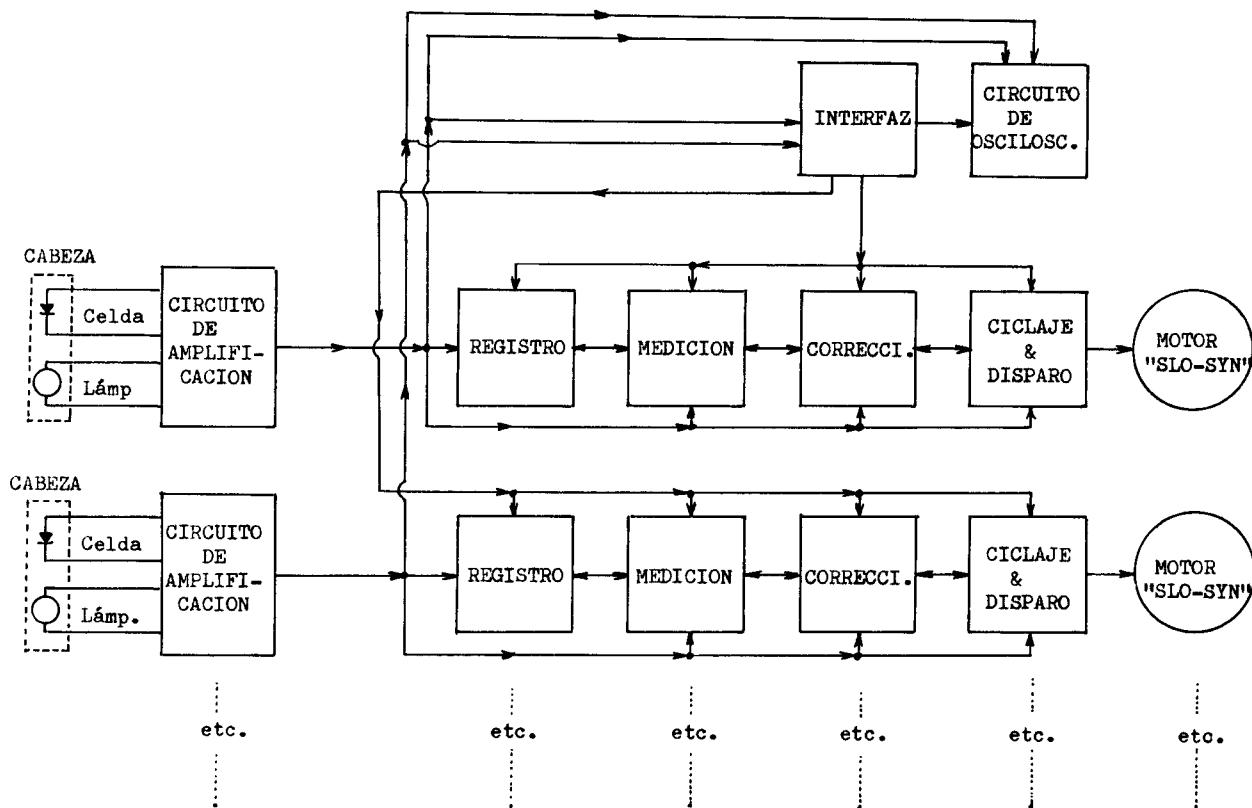 INTERFAZ
CIRCUITO
DE
OSCILOSC.
CABEZA
Celda
Lámp
CIRCUITO
DE
AMPLIFI-
CACION
REGISTRO
MEDICION
CORRECCI.
CICLAJE
&
DISPARO
MOTOR
"SLO-SYN"
CABEZA
Celda
Lámp.
CIRCUITO
DE
AMPLIFI-
CACION
REGISTRO
MEDICION
CORRECCI.
CICLAJE
&
DISPARO
MOTOR
"SLO-SYN"
etc.
etc.
etc.
etc.
etc.
etc.